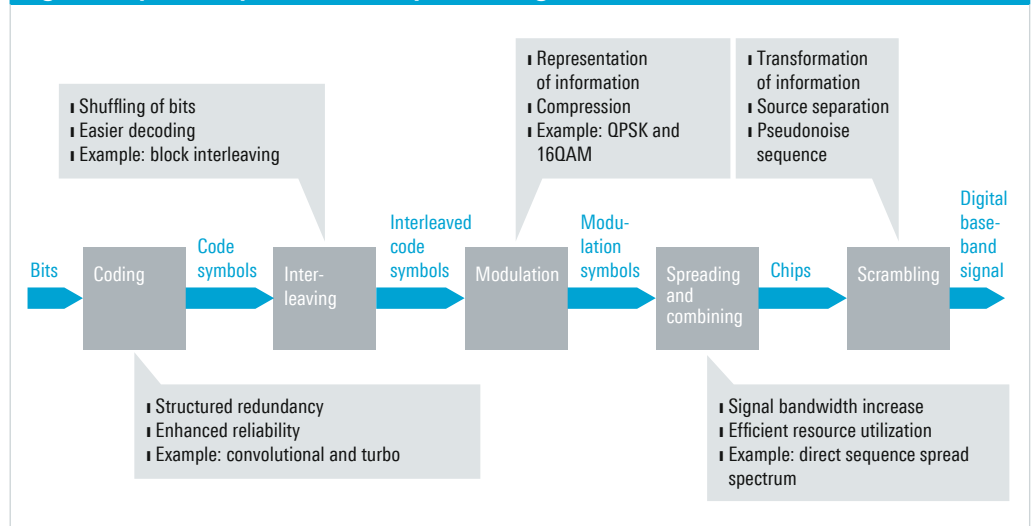 Shuffling of bits
Easier decoding
Example: block interleaving
Representation
of information
Compression
Example: QPSK and
16QAM
Transformation
of information
Source separation
Pseudonoise
sequence
Bits
Coding
Code
symbols
Inter-
leaving
Interleaved
code
symbols
Modulation
Modu-
lation
symbols
Spreading
and
combining
Chips
Scrambling
Digital
base-
band
signal
Structured redundancy
Enhanced reliability
Example: convolutional and turbo
Signal bandwidth increase
Efficient resource utilization
Example: direct sequence spread
spectrum